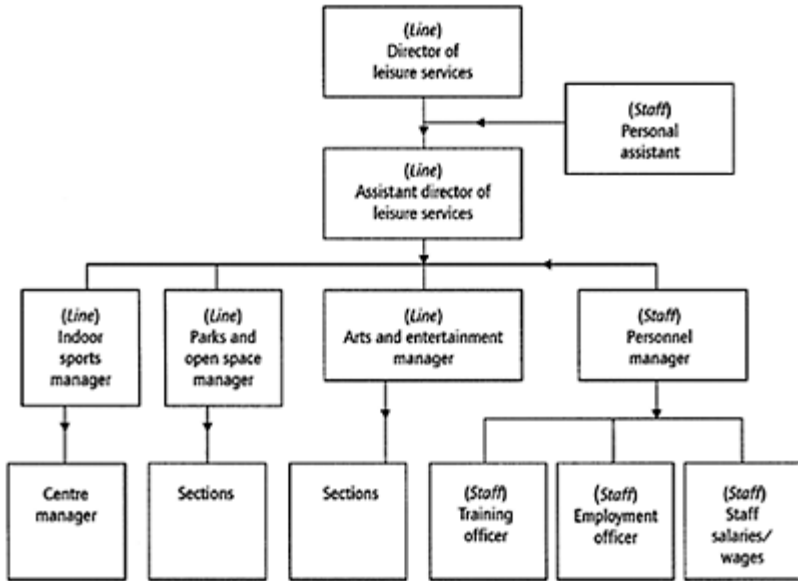 (Line)
Director of
leisure services
(Staff)
Personal
assistant
(Line)
Assistant director of
leisure services
(Line)
Indoor
sports
manager
(Line)
Parks and
open space
manager
(Line)
Arts and entertainment
manager
(Staff)
Personnel
manager
Centre
manager
Sections
Sections
(Staff)
Training
officer
(Staff)
Employment
officer
(Staff)
Staff
salaries/
wages